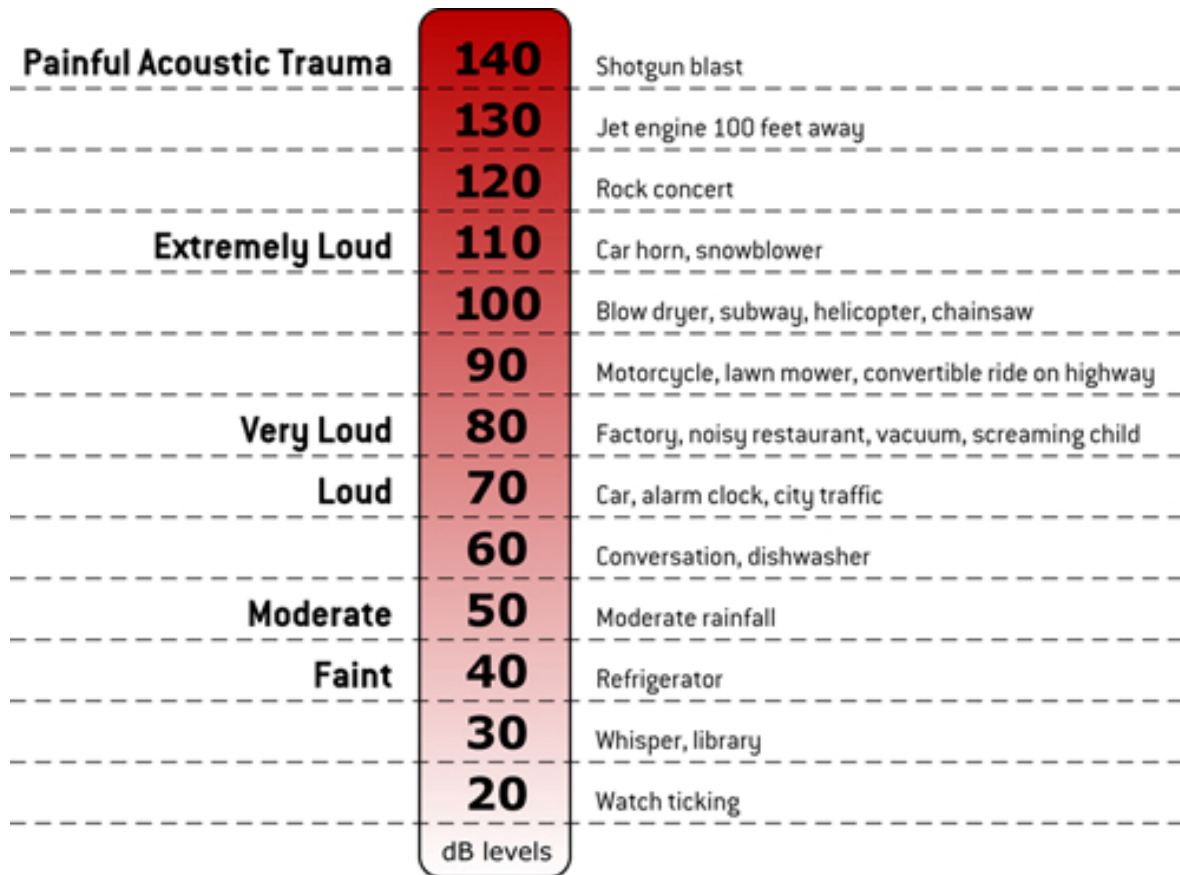 Painful Acoustic Trauma 140 Shotgun blast
130 Jet engine 100 feet away
120 Rock concert
Extremely Loud 110 Car horn, snowblower
100 Blow dryer, subway, helicopter, chainsaw
90 Motorcycle, lawn mower, convertible ride on highway
Very Loud 80 Factory, noisy restaurant, vacuum, screaming child
Loud 70 Car, alarm clock, city traffic
60 Conversation, dishwasher
Moderate 50 Moderate rainfall
Faint 40 Refrigerator
30 Whisper, library
20 Watch ticking
dB levels